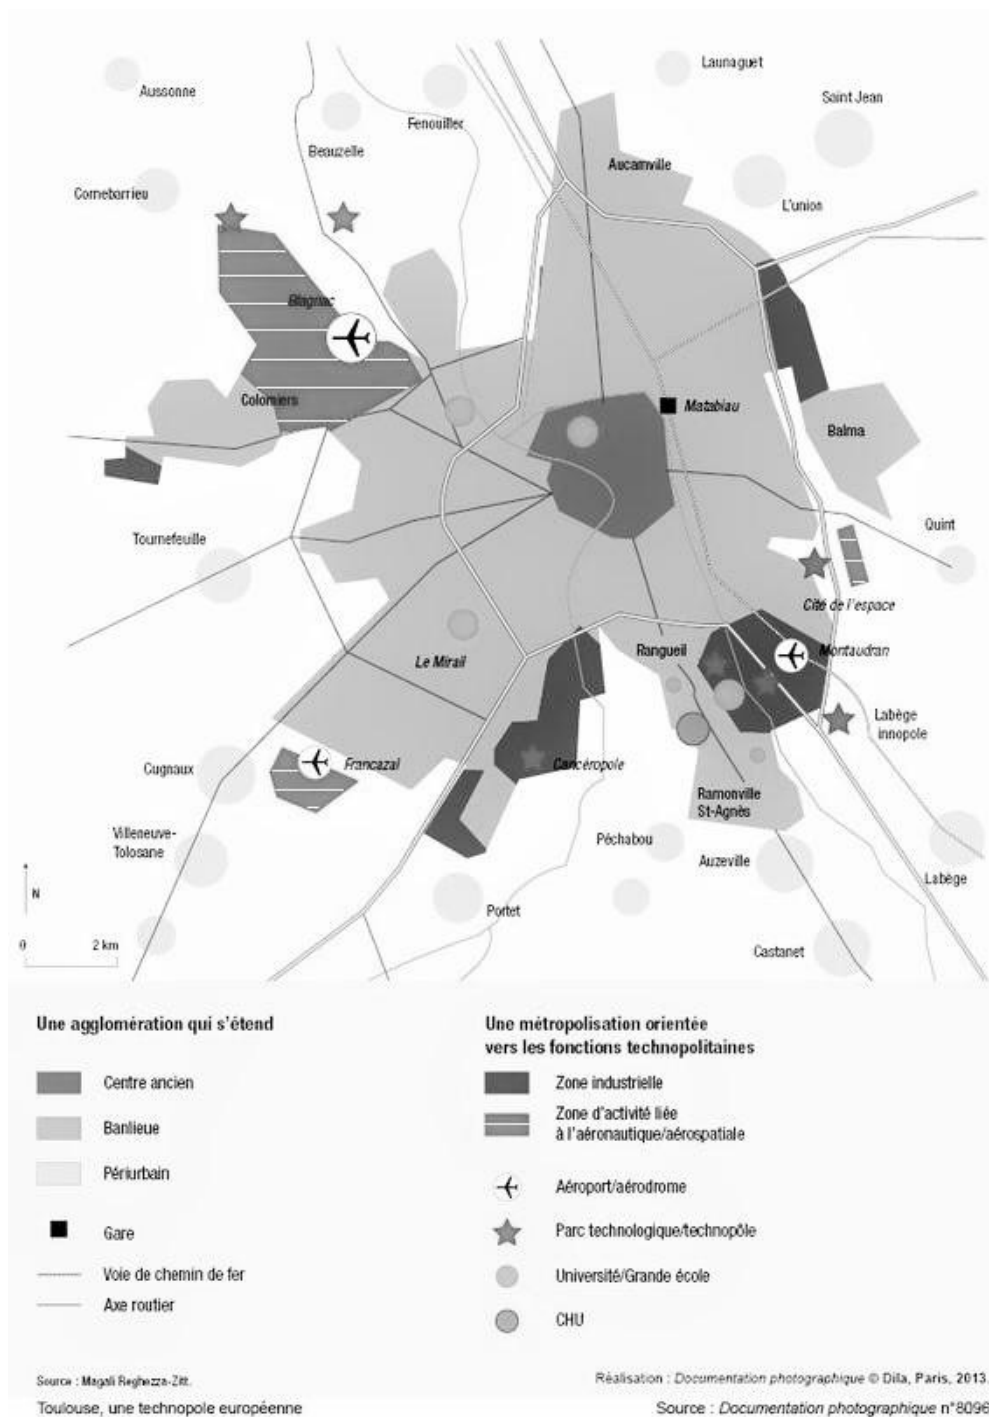 Launaguet
Aussonne
Saint Jean
Fenouiller
Beauzelle
Aucamville
Cornebarrieu
L'union
Blagnac
Colomiers
Matabiau
Balma
Quint
Tournefeuille
Cité de l'espace
Le Mirail
Rangueil
Montaudran
Labège
innopole
Cugnaux
Francazal
Cancéropole
Ramonville
St-Agnès
Villeneuve-
Tolosane
Péchabou
Auzeville
Labège
N
Portet
0 2 km
Castanet
Une agglomération qui s'étend
Centre ancien
Banlieue
Périurbain
Gare
Voie de chemin de fer
Axe routier
Une métropolisation orientée
vers les fonctions technopolitaines
Zone industrielle
Zone d'activité liée
à l'aéronautique/aérospatiale
Aéroport/aérodrome
Parc technologique/technopôle
Université/Grande école
CHU
Source : Magali Reghezza-Zitt.
Réalisation : Documentation photographique © Dila, Paris, 2013.
Toulouse, une technopole européenne
Source : Documentation photographique n°8096